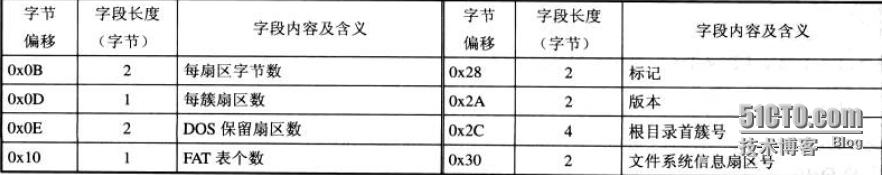 字节偏移 字段长度（字节） 字段内容及含义 字节偏移 字段长度（字节） 字段内容及含义
0x0B 2 每扇区字节数 0x28 2 标记
0x0D 1 每簇扇区数 0x2A 2 版本
0x0E 2 DOS 保留扇区数 0x2C 4 根目录首簇号
0x10 1 FAT 表个数 0x30 2 文件系统信息扇区号
51CTO.com
技术博客 Blog